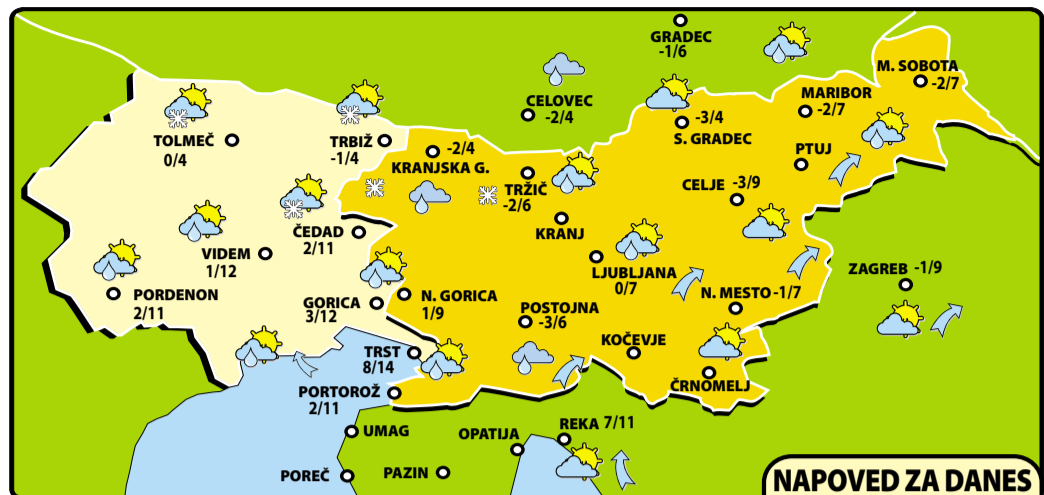 GRADEC
-1/6
M. SOBOTA
-2/7
CELOVEC
-2/4
MARIBOR
-2/7
-3/4
S. GRADEC
TOLMEČ
0/4
TRBIŽ
-1/4
-2/4
KRANJSKA G.
PTUJ
TRŽIČ
-2/6
CELJE -3/9
ČEDAD
2/11
KRANJ
VIDEM
1/12
LJUBLJANA
0/7
ZAGREB -1/9
PORDENON
2/11
GORICA
3/12
N. GORICA
1/9
POSTOJNA
-3/6
N. MESTO -1/7
KOČEVJE
TRST
8/14
ČRNOMELJ
PORTOROŽ
2/11
UMAG
OPATIJA
REKA 7/11
POREČ
PAZIN
NAPOVED ZA DANES